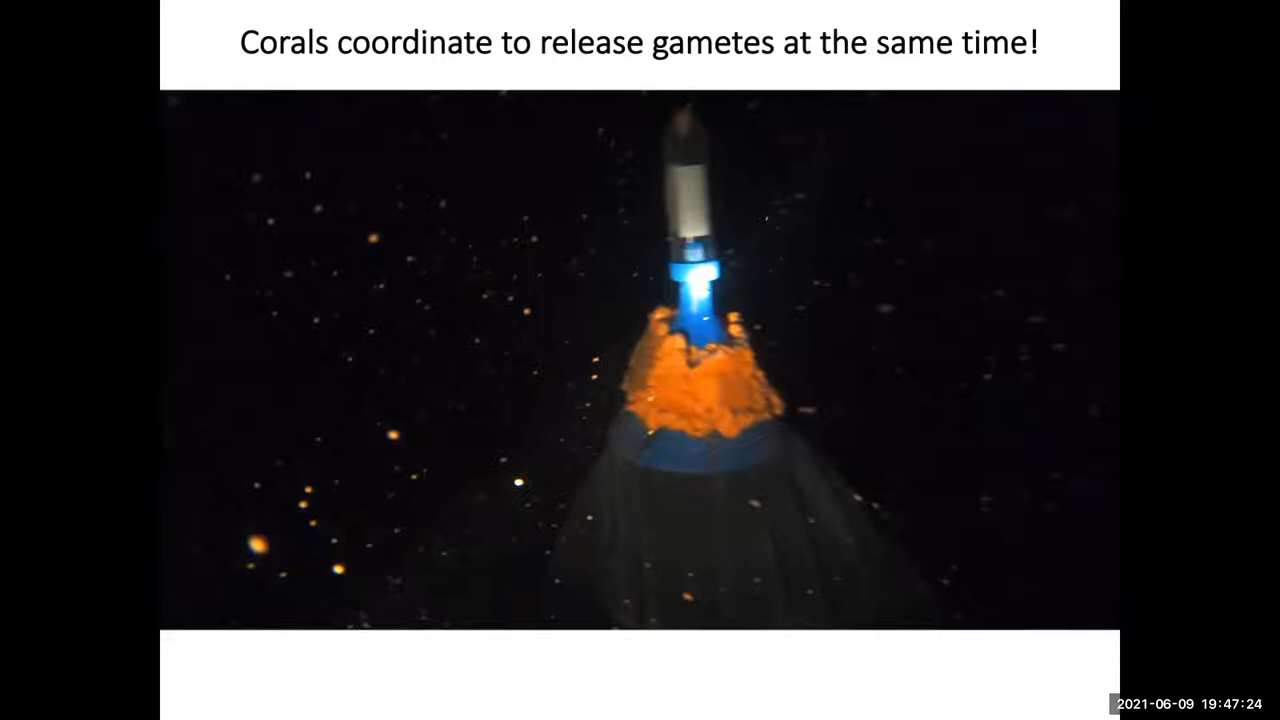 Corals coordinate to release gametes at the same time!
2021-06-09 19:47:24